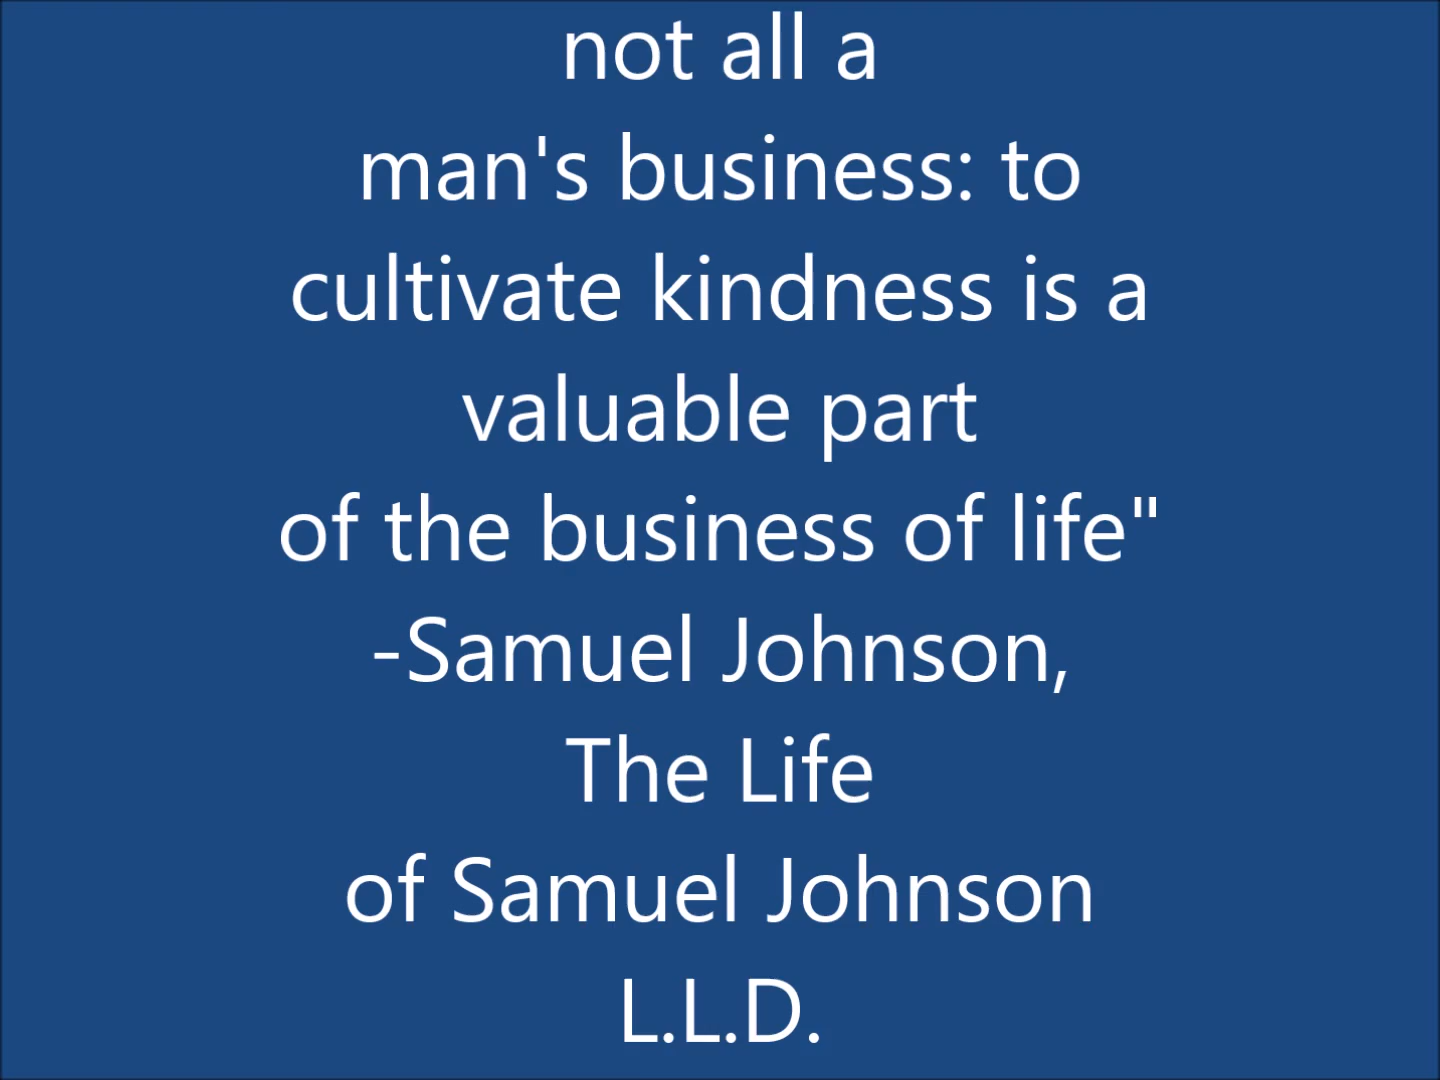 not all a
man's business: to
cultivate kindness is a
valuable part
of the business of life"
-Samuel Johnson,
The Life
of Samuel Johnson
L.L.D.